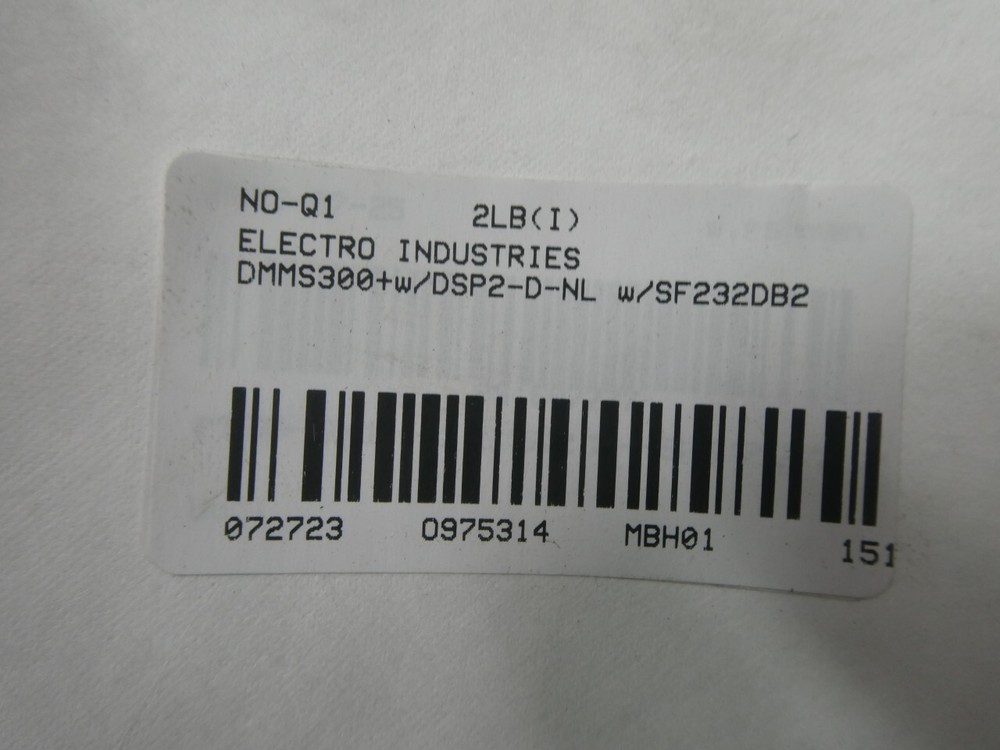 NO-Q1 2LB(I)
ELECTRO INDUSTRIES
DMMS300+w/DSP2-D-NL w/SF232DB2
072723 0975314 MBH01 151